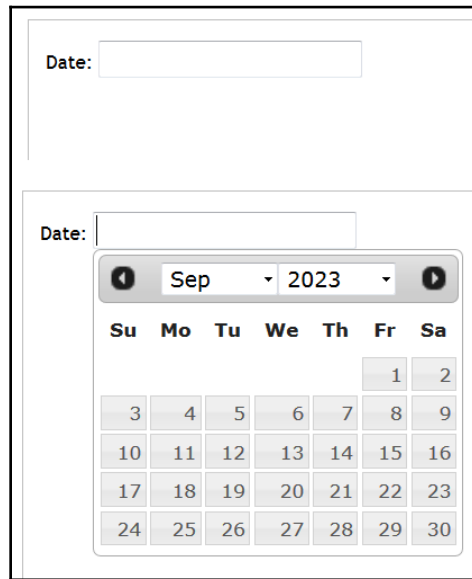 Date:
Date:
Sep 2023
Su Mo Tu We Th Fr Sa
1 2
3 4 5 6 7 8 9
10 11 12 13 14 15 16
17 18 19 20 21 22 23
24 25 26 27 28 29 30